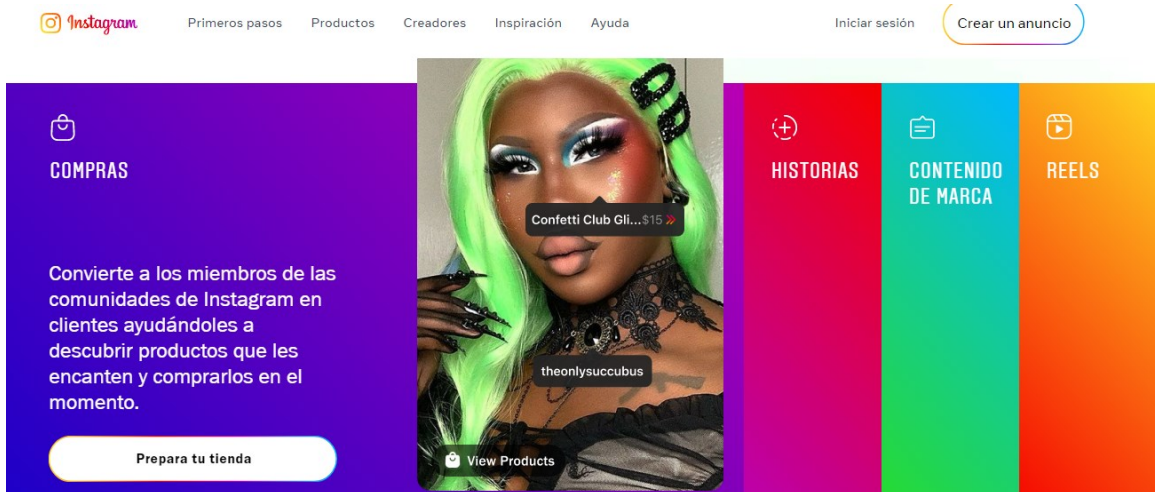 Instagram
Primeros pasos
Productos
Creadores
Inspiración
Ayuda
Iniciar sesión
Crear un anuncio
COMPRAS
Convierte a los miembros de las
comunidades de Instagram en
clientes ayudándoles a
descubrir productos que les
encanten y comprarlos en el
momento.
Prepara tu tienda
Confetti Club Gli...$15
theonlysuccubus
View Products
HISTORIAS
CONTENIDO
DE MARCA
REELS